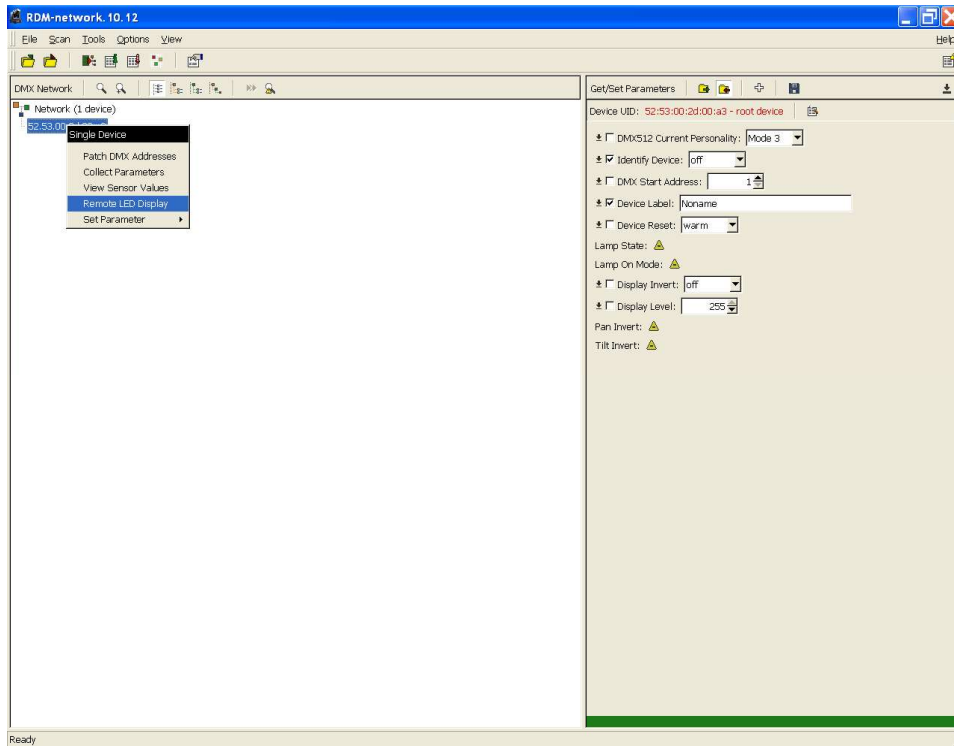 RDM-network.10.12
File Scan Tools Options View Help
DMX Network
Get/Set Parameters
Network (1 device)
Device UID: 52:53:00:2d:00:a3 - root device
52.53.00
Single Device
Patch DMX Addresses
Collect Parameters
View Sensor Values
Remote LED Display
Set Parameter
DMX512 Current Personality: Mode 3
Identify Device: off
DMX Start Address: 1
Device Label: Noname
Device Reset: warm
Lamp State:
Lamp On Mode:
Display Invert: off
Display Level: 255
Pan Invert:
Tilt Invert:
Ready